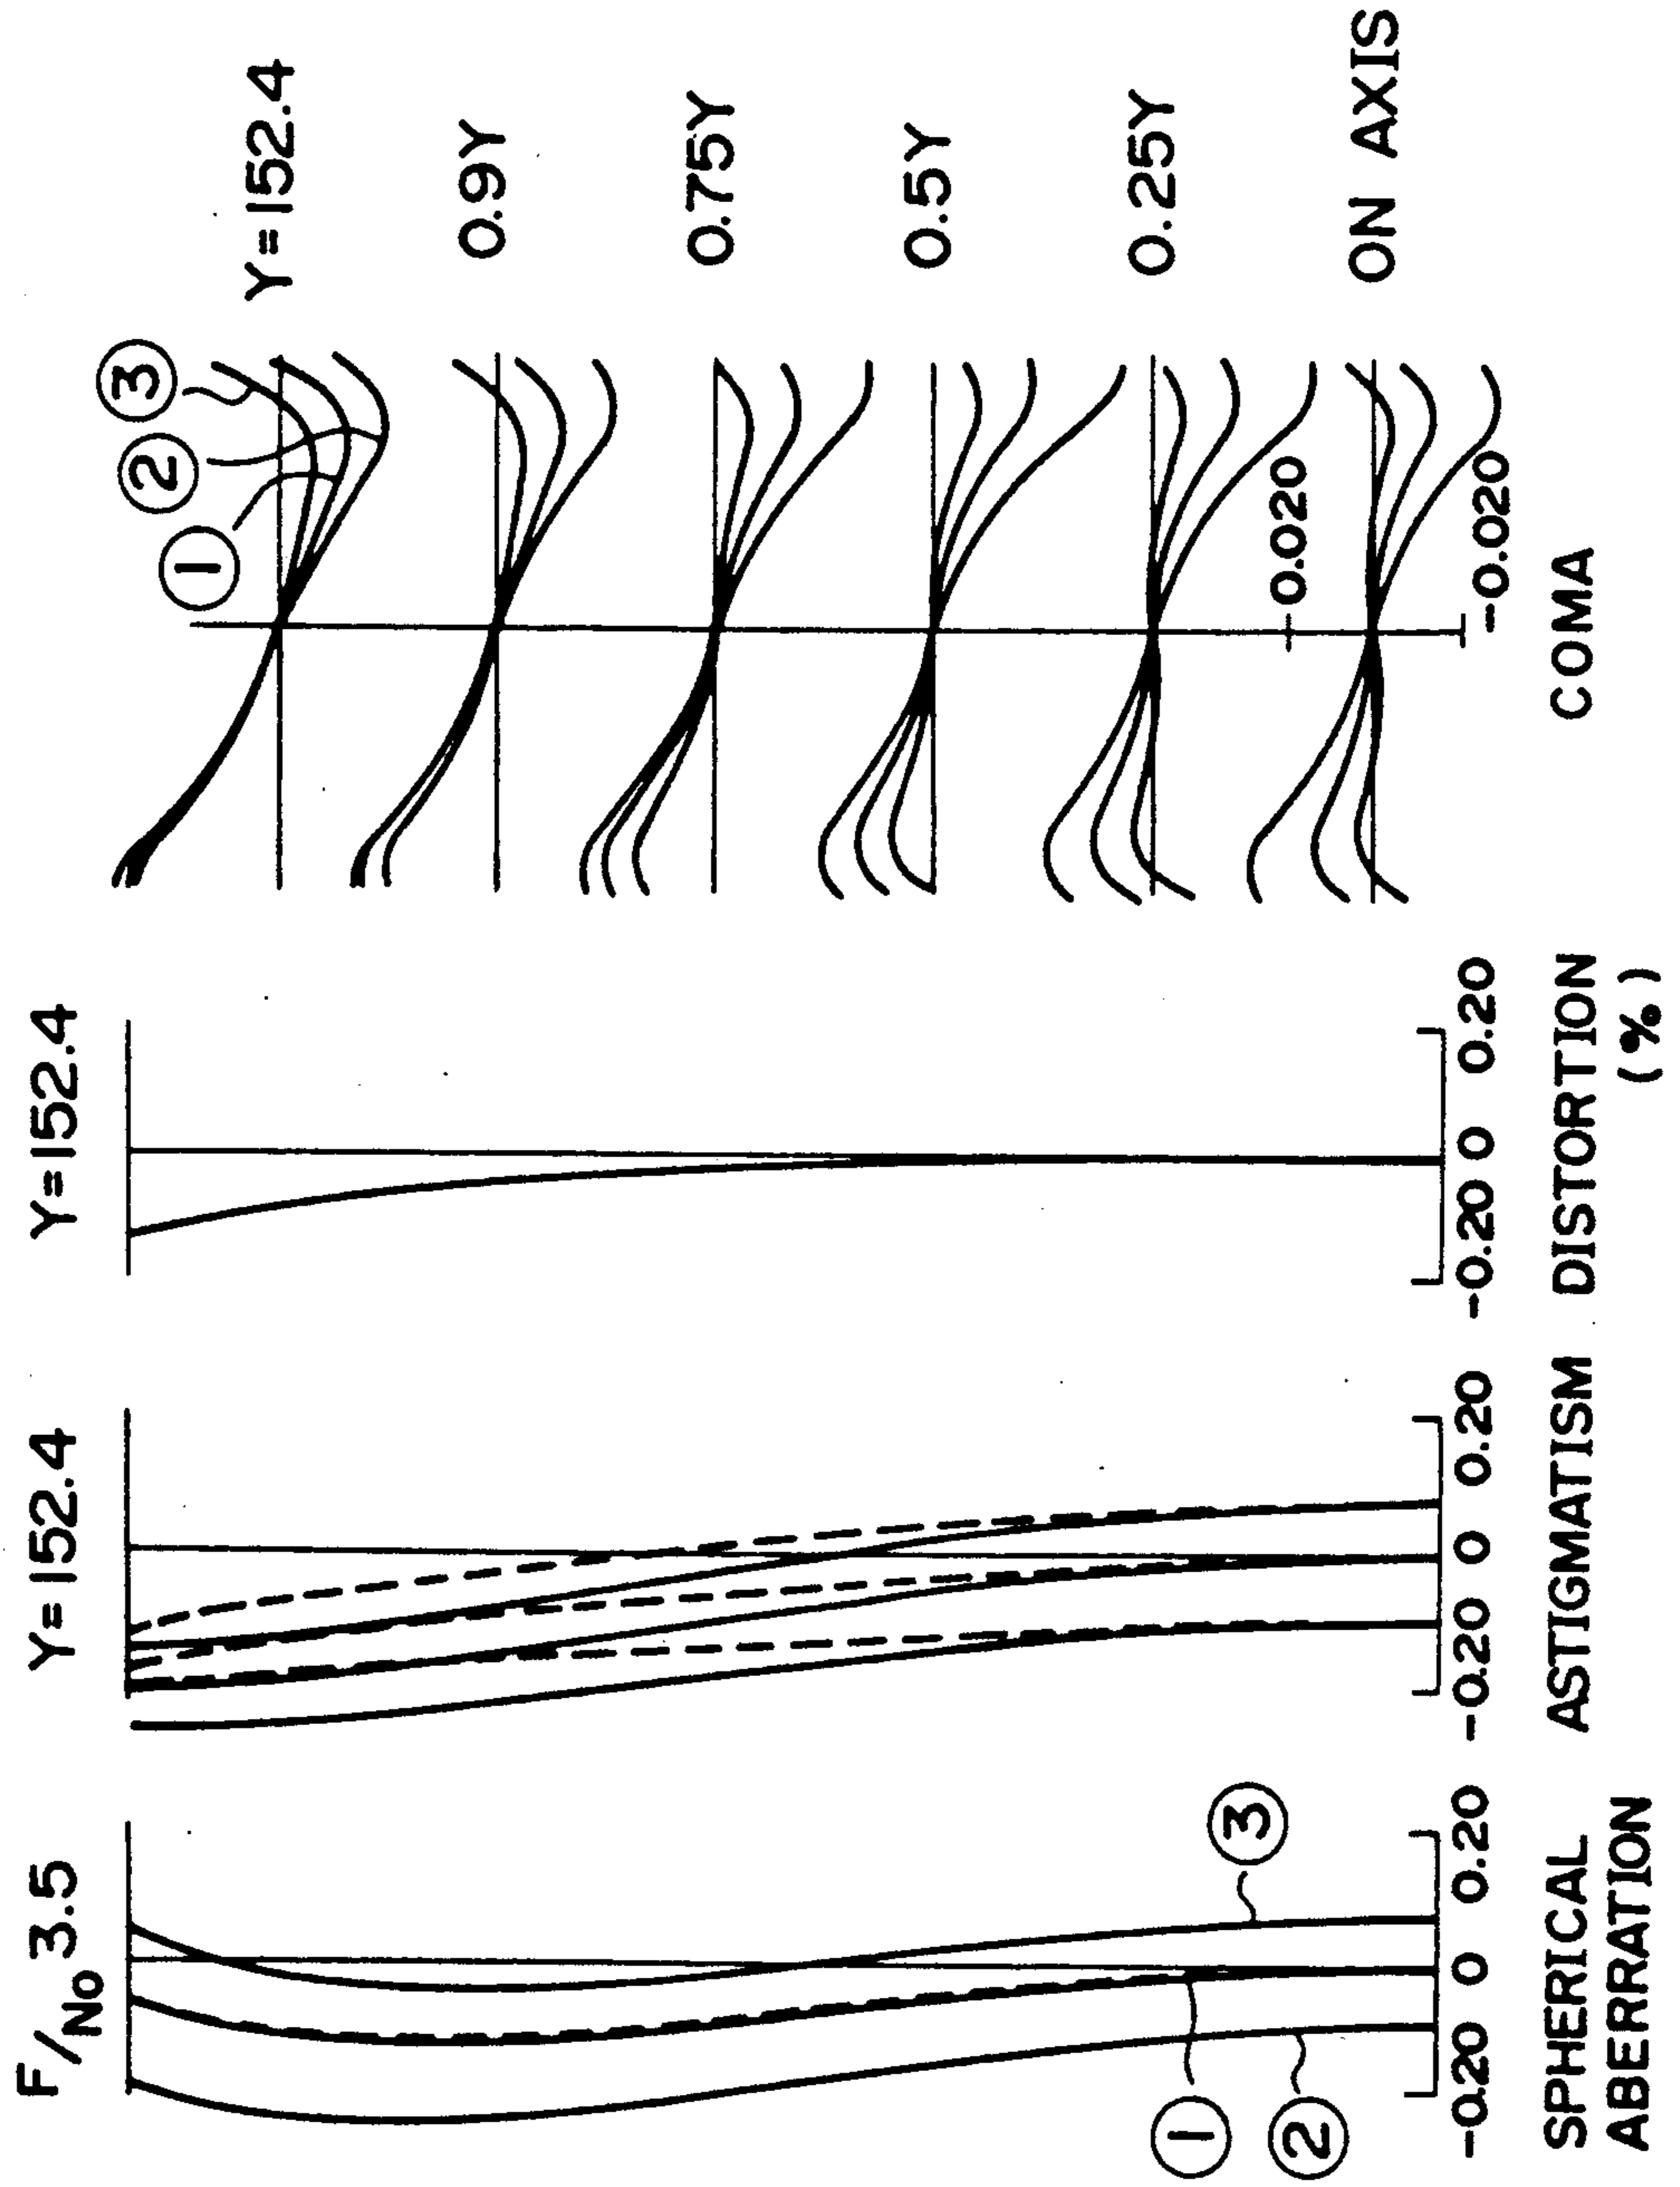 F/No 3.5
-0.20 0 0.20
SPHERICAL
ABERRATION
①
②
③
Y=152.4
-0.20 0 0.20
ASTIGMATISM
Y=152.4
-0.20 0 0.20
DISTORTION
(%)
①
②
③
Y=152.4
0.9Y
0.75Y
0.5Y
0.25Y
ON AXIS
0.020
-0.020
COMA